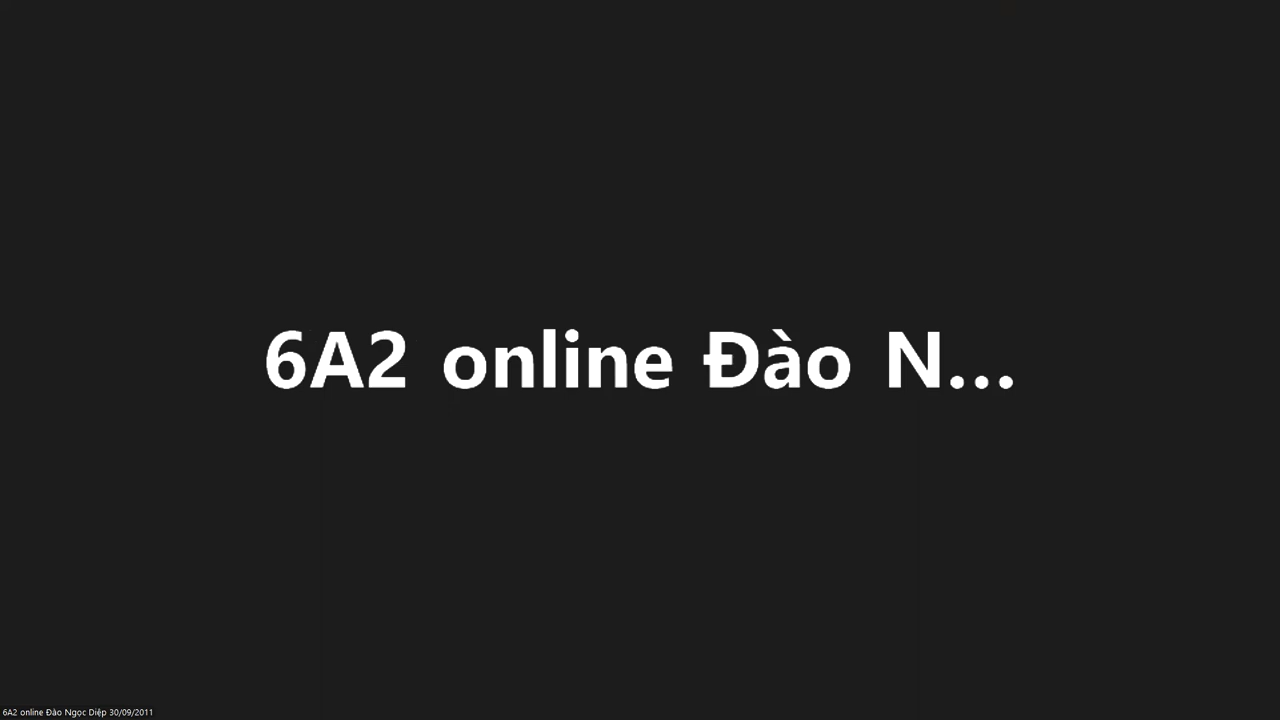 6A2 online Đào N...
6A2 online Đào Ngọc Diệp 30/09/2011